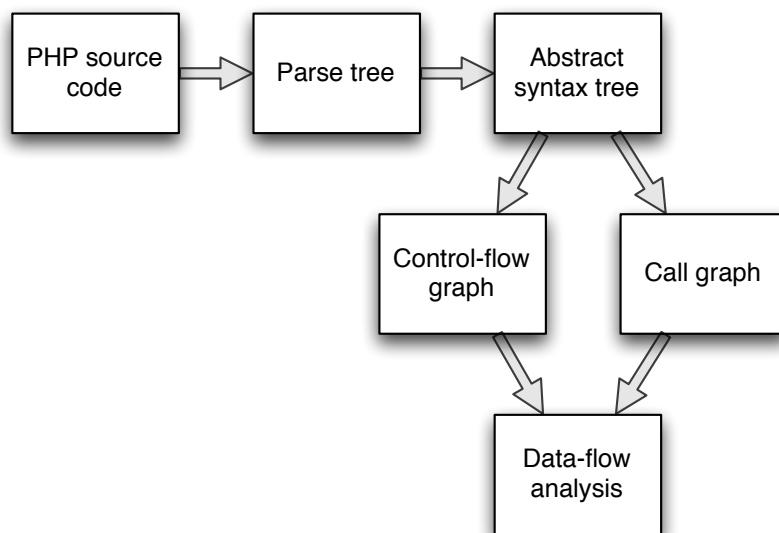 PHP source
code
Parse tree
Abstract
syntax tree
Control-flow
graph
Call graph
Data-flow
analysis